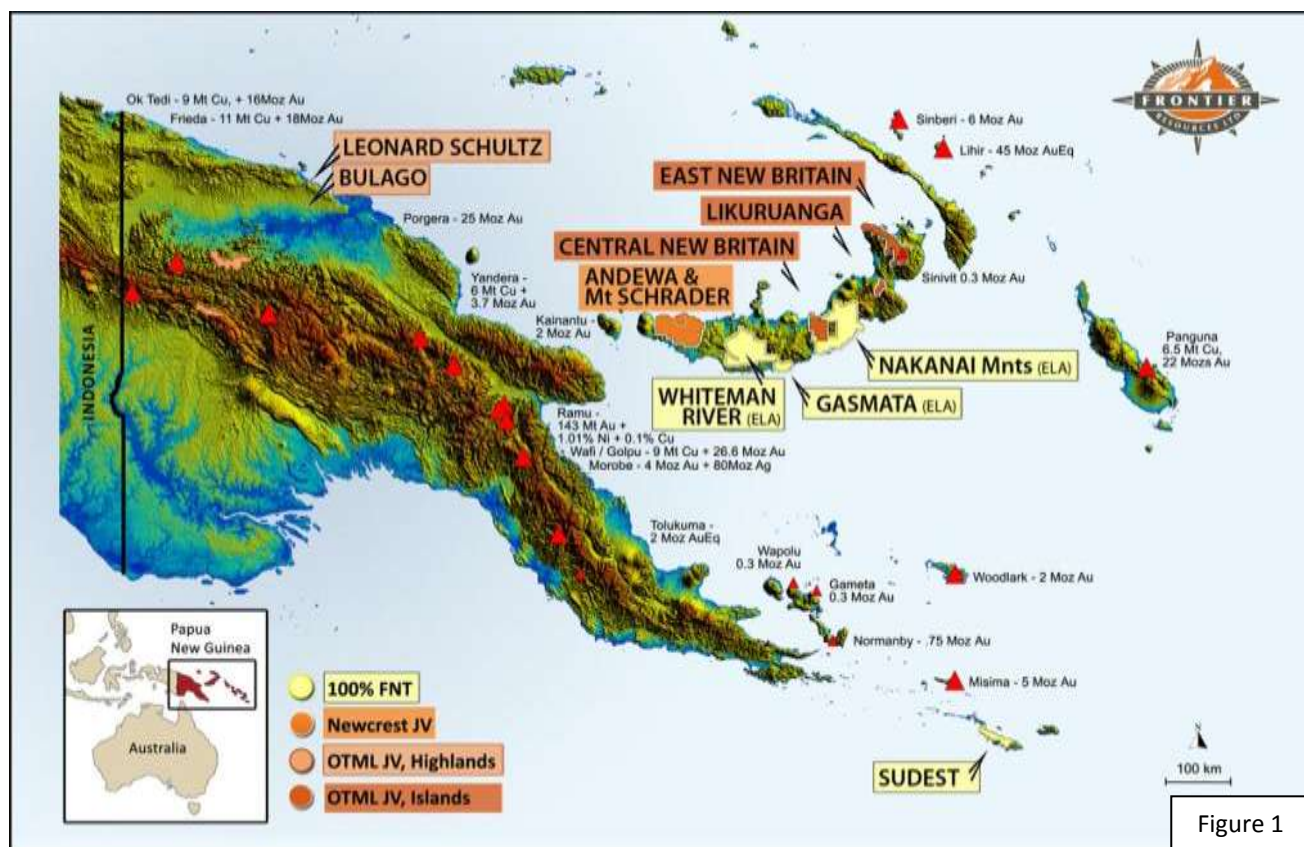 Ok Tedi - 9 Mt Cu, + 16Moz Au
Frieda - 11 Mt Cu + 18Moz Au
LEONARD SCHULTZ
BULAGO
Porgera - 25 Moz Au
Yandera -
6 Mt Cu +
3.7 Moz Au
Kainantu -
2 Moz Au
FRONTIER
RESOURCES LTD
Sinberi - 6 Moz Au
Lihir - 45 Moz AuEq
EAST NEW BRITAIN
LIKURUANGA
CENTRAL NEW BRITAIN
ANDEWA &
Mt SCHRADER
Sinivit 0.3 Moz Au
Panguna
6.5 Mt Cu,
22 Mozs Au
NAKANAI Mnts (ELA)
WHITEMAN
RIVER (ELA)
GASMATA (ELA)
INDONESIA
Ramu -
143 Mt Au +
1.01% Ni + 0.1% Cu
- Wafi / Golpu - 9 Mt Cu + 26.6 Moz Au
Morobe - 4 Moz Au + 80Moz Ag
Tolukuma -
2 Moz AuEq
Wapolu
0.3 Moz Au
Gameta
0.3 Moz Au
Woodlark - 2 Moz Au
Normanby - .75 Moz Au
Misima - 5 Moz Au
SUDEST
Papua
New Guinea
Australia
100% FNT
Newcrest JV
OTML JV, Highlands
OTML JV, Islands
N
100 km
Figure 1